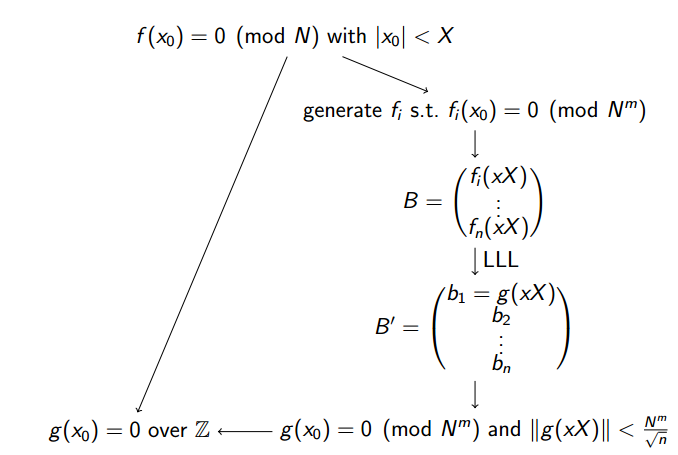 f(x₀) = 0 (mod N) with |x₀| < X
generate fᵢ s.t. fᵢ(x₀) = 0 (mod Nᵐ)
B = ( fᵢ(xX)
⋮
fₙ(xX) )
LLL
B′ = ( b₁ = g(xX)
b₂
⋮
bₙ )
g(x₀) = 0 over ℤ ⟵ g(x₀) = 0 (mod Nᵐ) and ‖g(xX)‖ < Nᵐ/√n